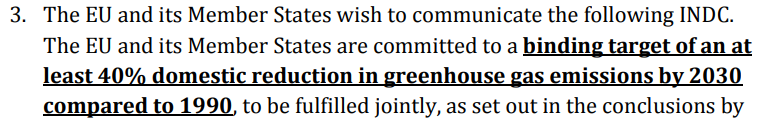 3. The EU and its Member States wish to communicate the following INDC.
The EU and its Member States are committed to a binding target of an at
least 40% domestic reduction in greenhouse gas emissions by 2030
compared to 1990, to be fulfilled jointly, as set out in the conclusions by